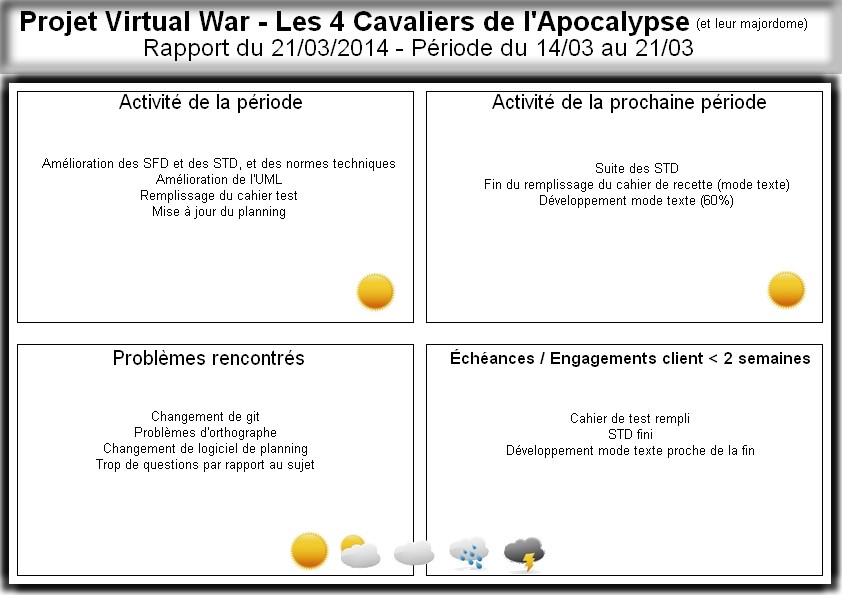 Projet Virtual War - Les 4 Cavaliers de l'Apocalypse (et leur majordome)
Rapport du 21/03/2014 - Période du 14/03 au 21/03
Activité de la période
Amélioration des SFD et des STD, et des normes techniques
Amélioration de l'UML
Remplissage du cahier test
Mise à jour du planning
Activité de la prochaine période
Suite des STD
Fin du remplissage du cahier de recette (mode texte)
Développement mode texte (60%)
Problèmes rencontrés
Changement de git
Problèmes d'orthographe
Changement de logiciel de planning
Trop de questions par rapport au sujet
Échéances / Engagements client < 2 semaines
Cahier de test rempli
STD fini
Développement mode texte proche de la fin